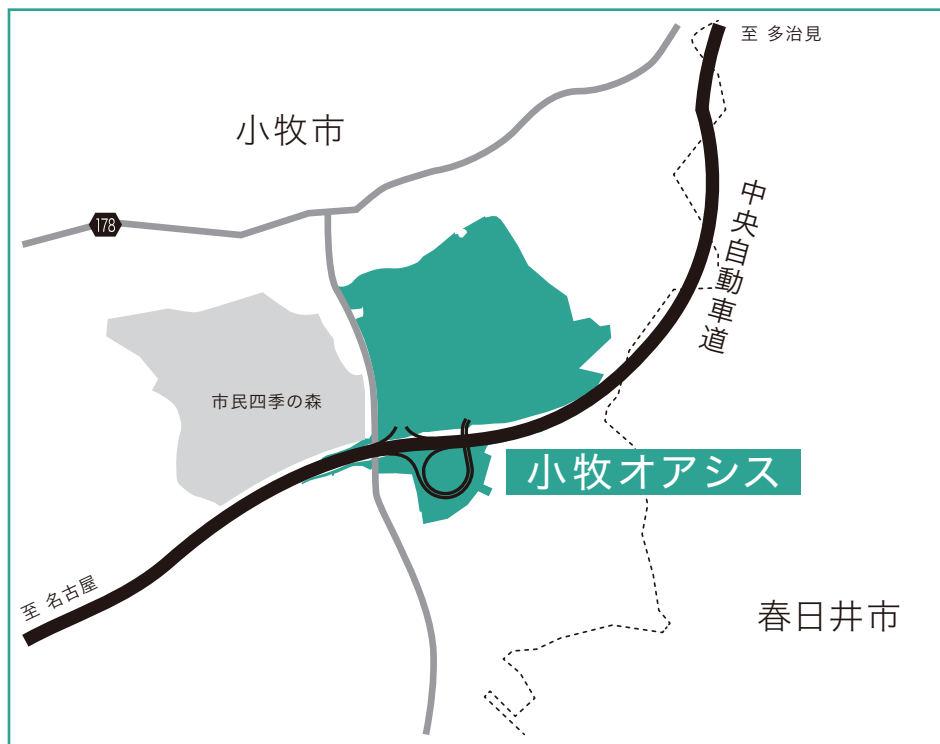 至 多治見
小牧市
中央自動車道
178
市民四季の森
小牧オアシス
至 名古屋
春日井市